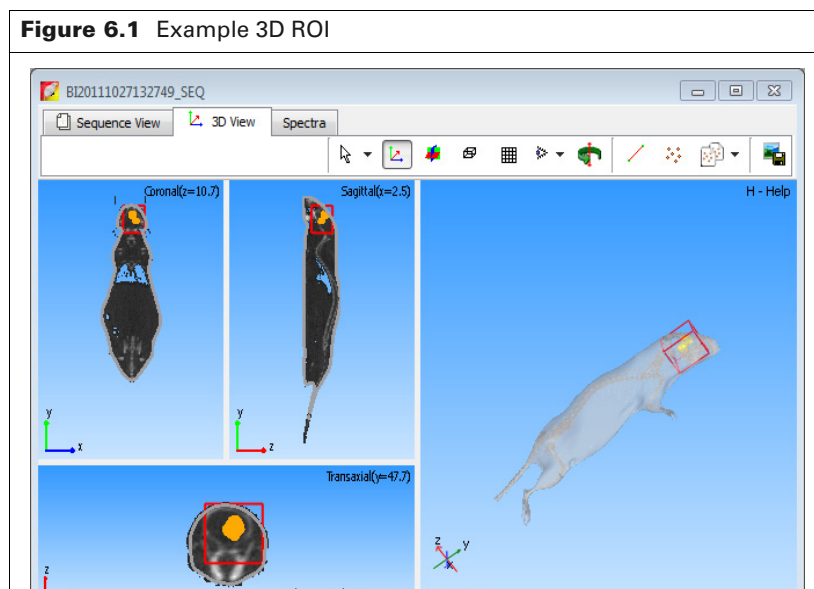 Figure 6.1 Example 3D ROI
BI20111027132749_SEQ
Sequence View 3D View Spectra
Coronal(z=10.7)
Sagittal(x=2.5)
H - Help
y
x
y
z
Transaxial(y=47.7)
z
y
x
z